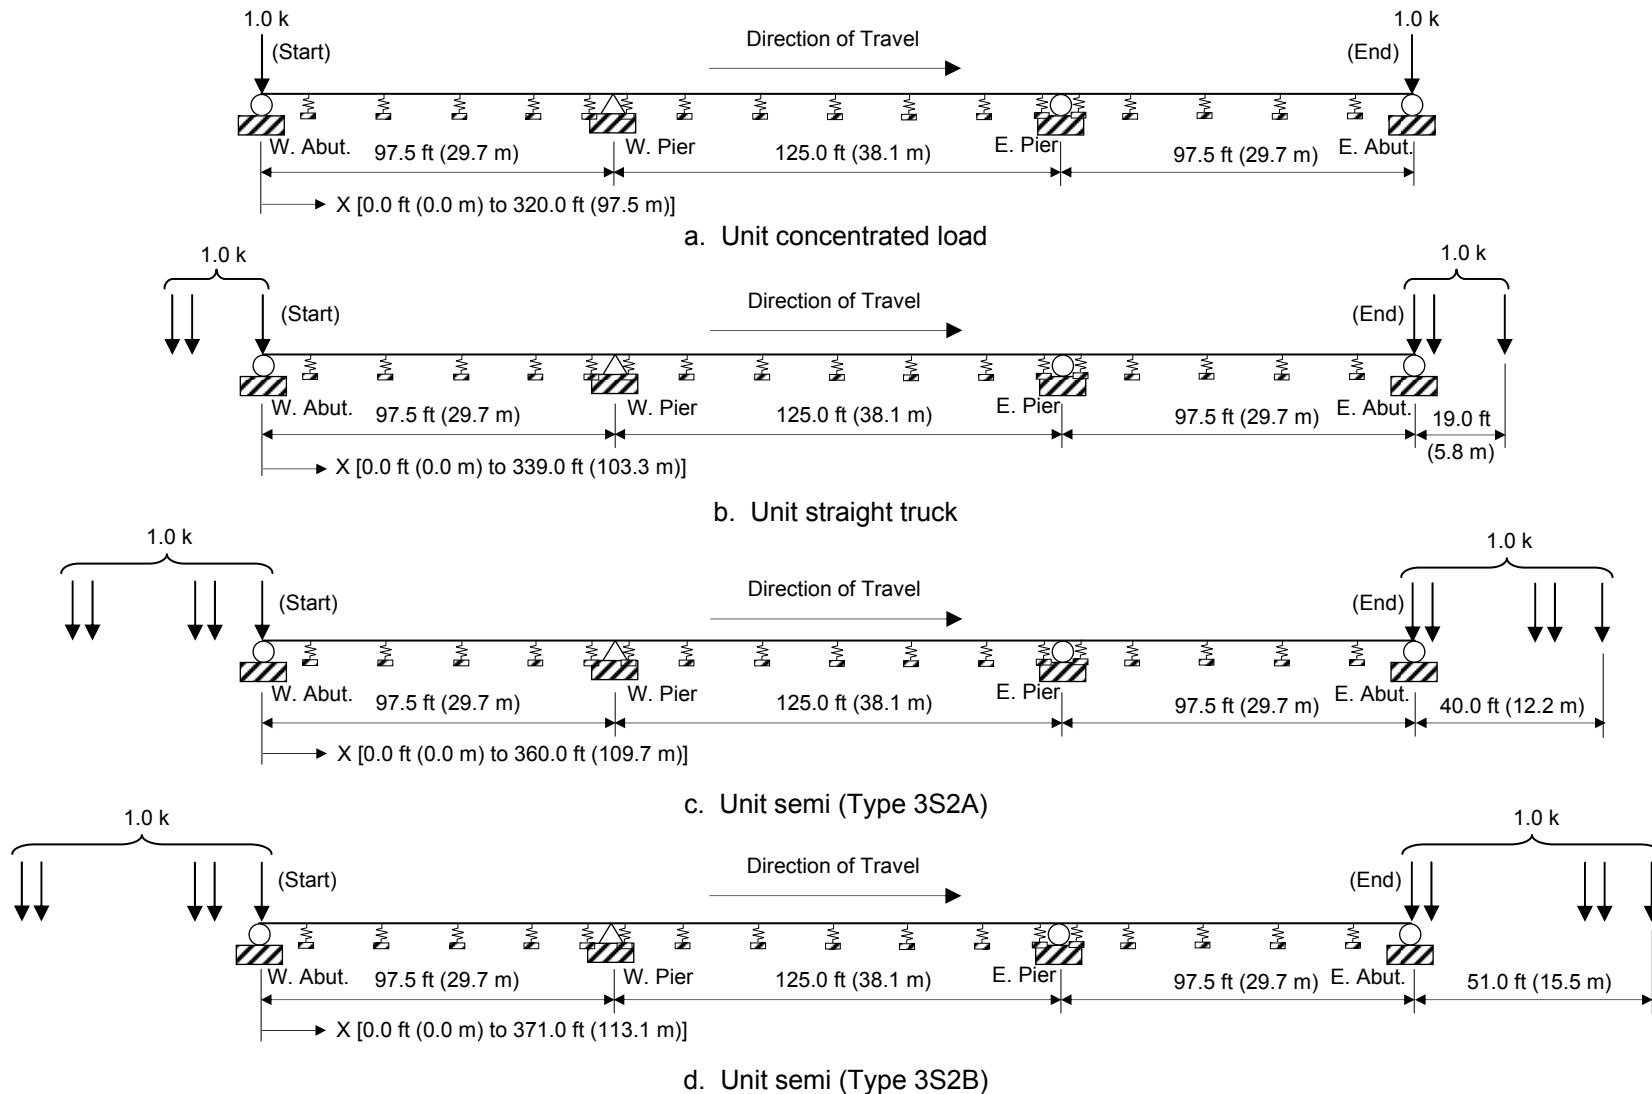 1.0 k 1.0 k
(Start) Direction of Travel (End)
W. Abut. 97.5 ft (29.7 m) W. Pier 125.0 ft (38.1 m) E. Pier 97.5 ft (29.7 m) E. Abut.
X [0.0 ft (0.0 m) to 320.0 ft (97.5 m)]
a. Unit concentrated load
1.0 k 1.0 k
(Start) Direction of Travel (End)
W. Abut. 97.5 ft (29.7 m) W. Pier 125.0 ft (38.1 m) E. Pier 97.5 ft (29.7 m) E. Abut. 19.0 ft
(5.8 m)
X [0.0 ft (0.0 m) to 339.0 ft (103.3 m)]
b. Unit straight truck
1.0 k 1.0 k
(Start) Direction of Travel (End)
W. Abut. 97.5 ft (29.7 m) W. Pier 125.0 ft (38.1 m) E. Pier 97.5 ft (29.7 m) E. Abut. 40.0 ft (12.2 m)
X [0.0 ft (0.0 m) to 360.0 ft (109.7 m)]
c. Unit semi (Type 3S2A)
1.0 k 1.0 k
(Start) Direction of Travel (End)
W. Abut. 97.5 ft (29.7 m) W. Pier 125.0 ft (38.1 m) E. Pier 97.5 ft (29.7 m) E. Abut. 51.0 ft (15.5 m)
X [0.0 ft (0.0 m) to 371.0 ft (113.1 m)]
d. Unit semi (Type 3S2B)